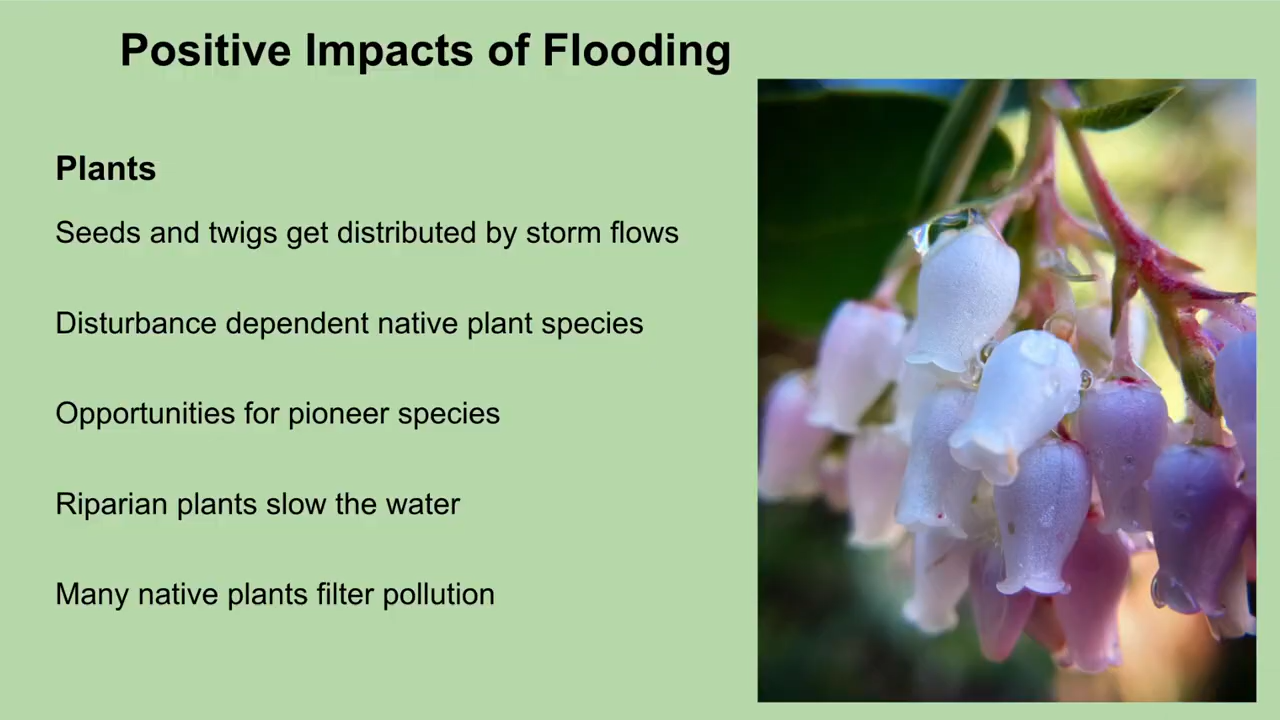 Positive Impacts of Flooding
Plants
Seeds and twigs get distributed by storm flows
Disturbance dependent native plant species
Opportunities for pioneer species
Riparian plants slow the water
Many native plants filter pollution